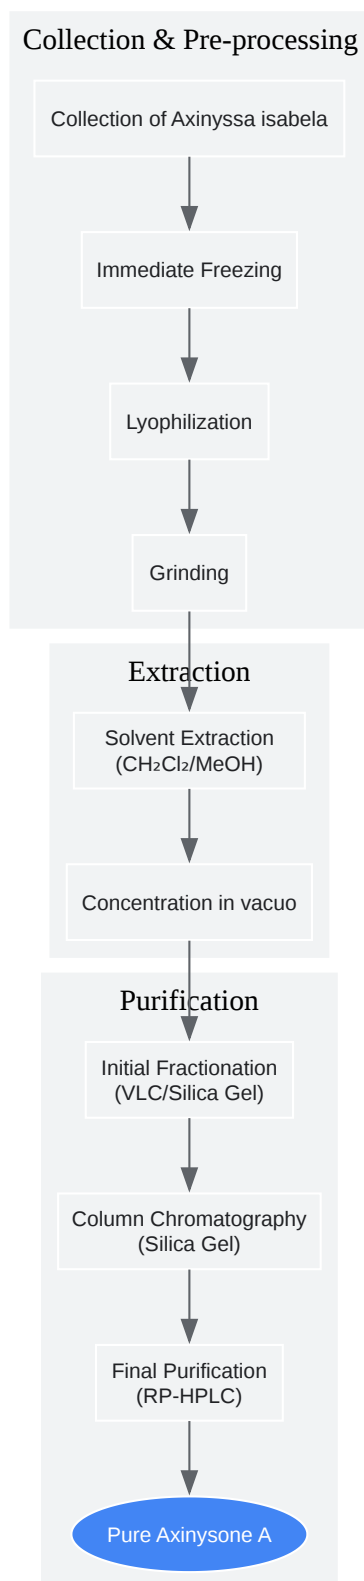 Collection & Pre-processing
Collection of Axinyssa isabela
Immediate Freezing
Lyophilization
Grinding
Extraction
Solvent Extraction
(CH₂Cl₂/MeOH)
Concentration in vacuo
Purification
Initial Fractionation
(VLC/Silica Gel)
Column Chromatography
(Silica Gel)
Final Purification
(RP-HPLC)
Pure Axinysone A